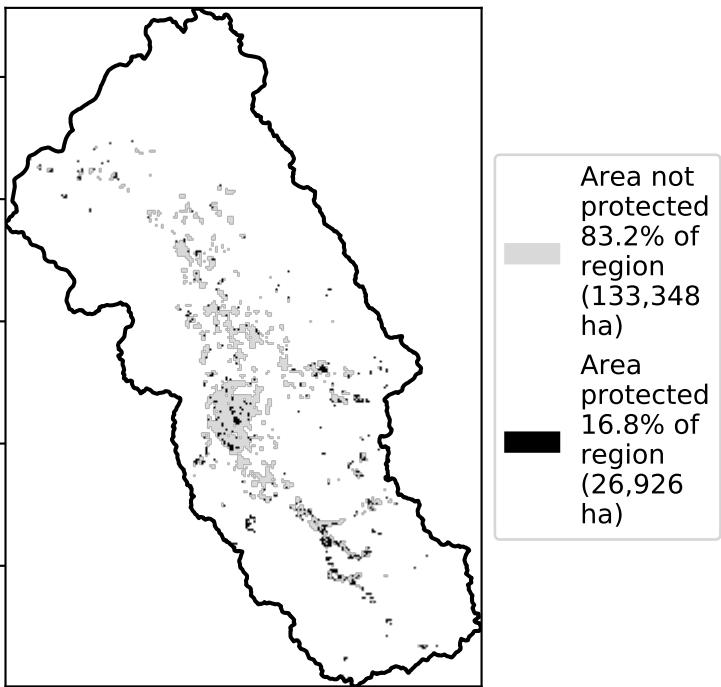 Area not
protected
83.2% of
region
(133,348
ha)
Area
protected
16.8% of
region
(26,926
ha)